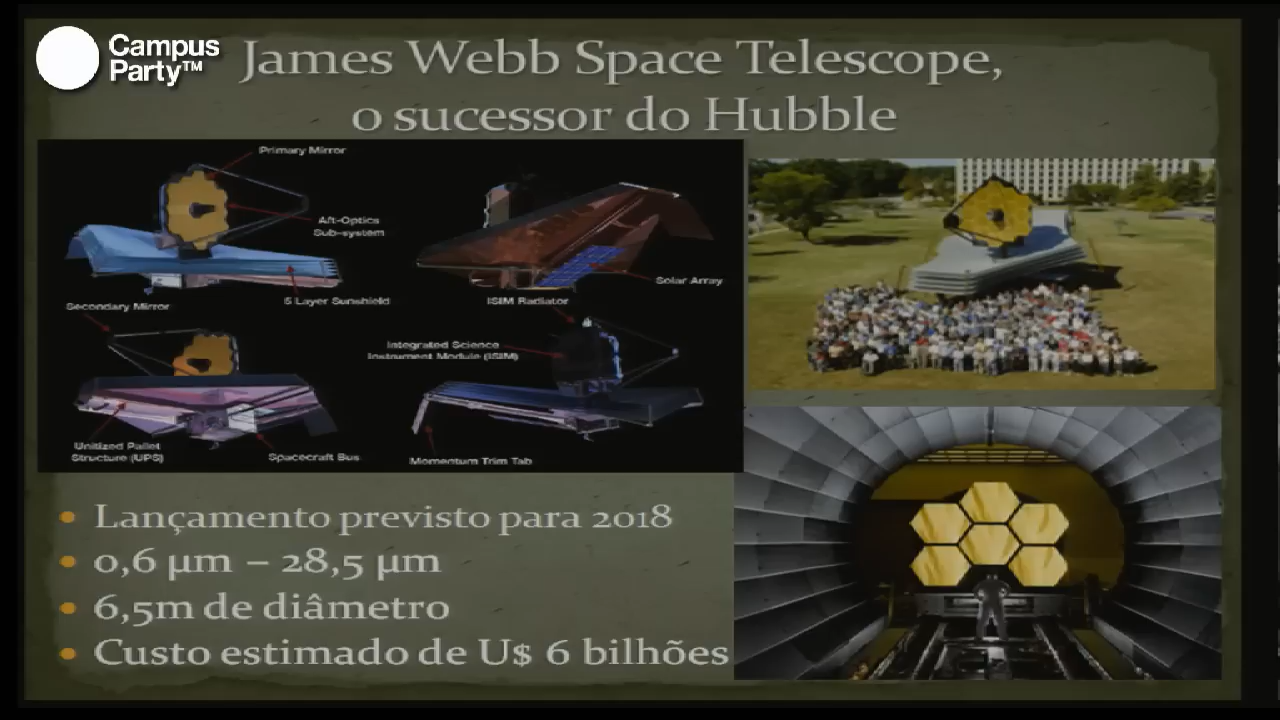 Campus
Party™
James Webb Space Telescope,
o sucessor do Hubble
Primary Mirror
Aft-Optics
Sub-system
Solar Array
Secondary Mirror
5 Layer Sunshield
ISIM Radiator
Integrated Science
Instrument Module (ISIM)
Unitized Pallet
Structure (UPS)
Spacecraft Bus
Momentum Trim Tab
• Lançamento previsto para 2018
• 0,6 µm – 28,5 µm
• 6,5m de diâmetro
• Custo estimado de U$ 6 bilhões